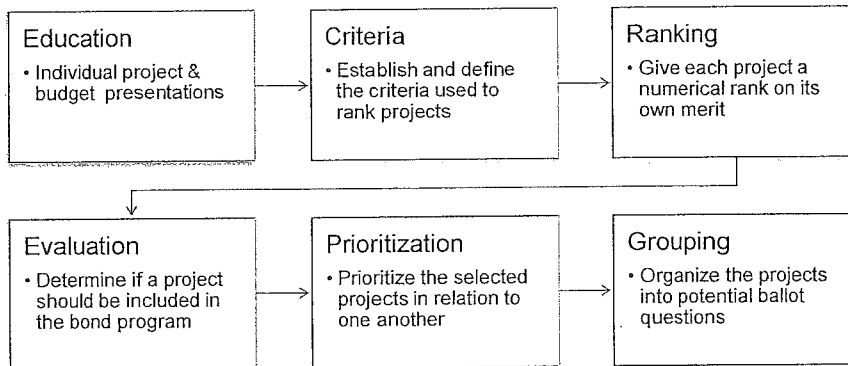 Education
• Individual project &
budget presentations
Criteria
• Establish and define
the criteria used to
rank projects
Ranking
• Give each project a
numerical rank on its
own merit
Evaluation
• Determine if a project
should be included in
the bond program
Prioritization
• Prioritize the selected
projects in relation to
one another
Grouping
• Organize the projects
into potential ballot
questions